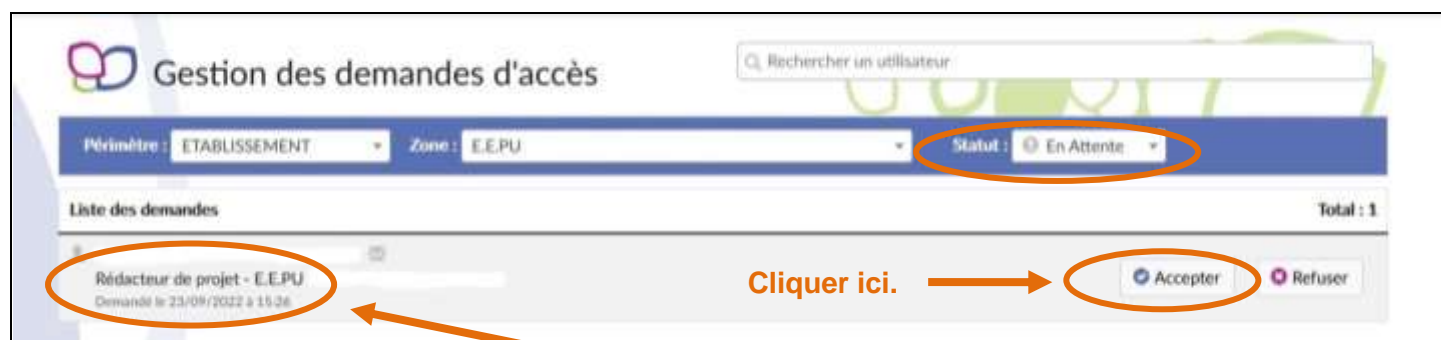 Gestion des demandes d'accès
Rechercher un utilisateur
Périmètre : ETABLISSEMENT Zone : E.E.PU Statut : En Attente
Liste des demandes Total : 1
Rédacteur de projet - E.E.PU
Demandé le 23/09/2022 à 15:26
Cliquer ici.
Accepter
Refuser